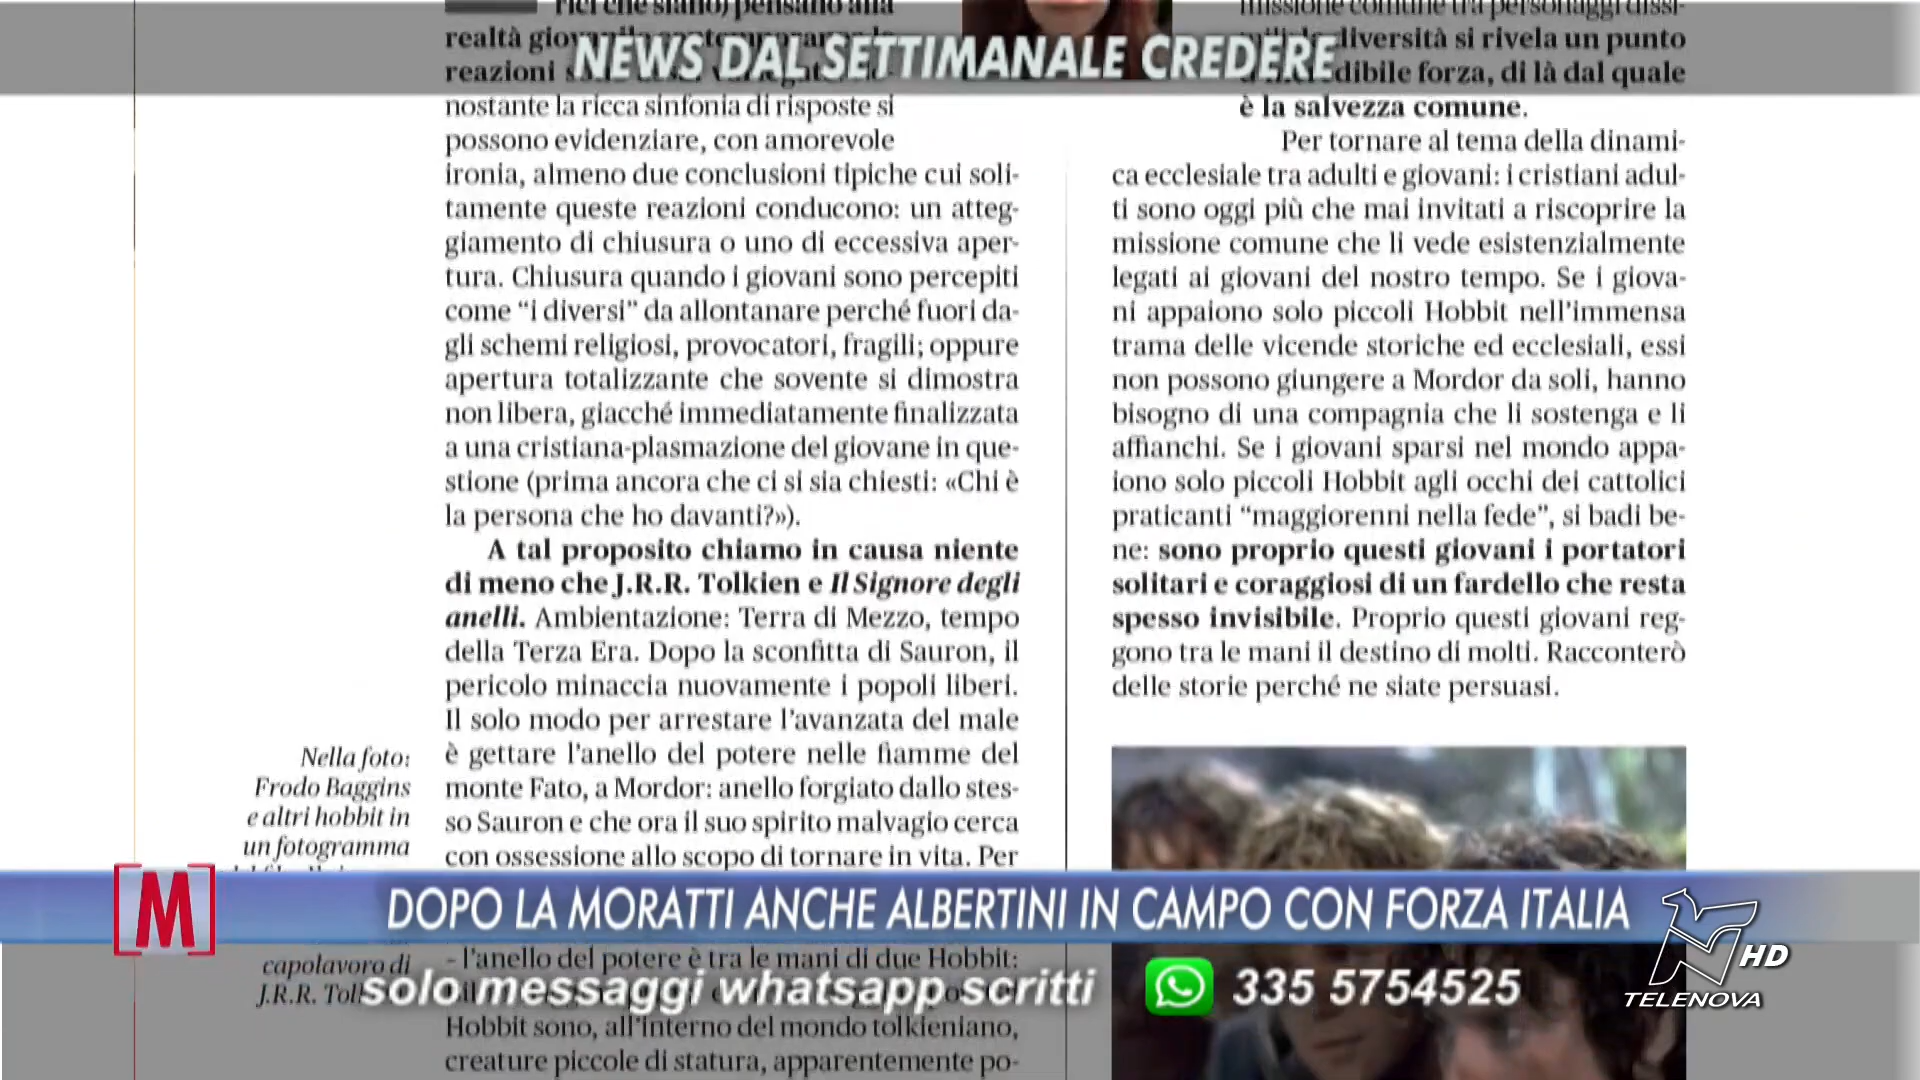 NEWS DAL SETTIMANALE CREDERE
rici che siano) pensano alla
realtà
reazioni
nostante la ricca sinfonia di risposte si
possono evidenziare, con amorevole
ironia, almeno due conclusioni tipiche cui soli-
tamente queste reazioni conducono: un atteg-
giamento di chiusura o uno di eccessiva aper-
tura. Chiusura quando i giovani sono percepiti
come “i diversi” da allontanare perché fuori da-
gli schemi religiosi, provocatori, fragili; oppure
apertura totalizzante che sovente si dimostra
non libera, giacché immediatamente finalizzata
a una cristiana-plasmazione del giovane in que-
stione (prima ancora che ci si sia chiesti: «Chi è
la persona che ho davanti?»).
A tal proposito chiamo in causa niente
di meno che J.R.R. Tolkien e Il Signore degli
anelli. Ambientazione: Terra di Mezzo, tempo
della Terza Era. Dopo la sconfitta di Sauron, il
pericolo minaccia nuovamente i popoli liberi.
Il solo modo per arrestare l’avanzata del male
è gettare l’anello del potere nelle fiamme del
monte Fato, a Mordor: anello forgiato dallo stes-
so Sauron e che ora il suo spirito malvagio cerca
con ossessione allo scopo di tornare in vita. Per
- l’anello del potere è tra le mani di due Hobbit:
Hobbit sono, all’interno del mondo tolkieniano,
creature piccole di statura, apparentemente po-
missione comune tra personaggi dissi-
diversità si rivela un punto
dibile forza, di là dal quale
è la salvezza comune.
Per tornare al tema della dinami-
ca ecclesiale tra adulti e giovani: i cristiani adul-
ti sono oggi più che mai invitati a riscoprire la
missione comune che li vede esistenzialmente
legati ai giovani del nostro tempo. Se i giova-
ni appaiono solo piccoli Hobbit nell’immensa
trama delle vicende storiche ed ecclesiali, essi
non possono giungere a Mordor da soli, hanno
bisogno di una compagnia che li sostenga e li
affianchi. Se i giovani sparsi nel mondo appa-
iono solo piccoli Hobbit agli occhi dei cattolici
praticanti “maggiorenni nella fede”, si badi be-
ne: sono proprio questi giovani i portatori
solitari e coraggiosi di un fardello che resta
spesso invisibile. Proprio questi giovani reg-
gono tra le mani il destino di molti. Racconterò
delle storie perché ne siate persuasi.
Nella foto:
Frodo Baggins
e altri hobbit in
un fotogramma
capolavoro di
J.R.R. Tol
M
DOPO LA MORATTI ANCHE ALBERTINI IN CAMPO CON FORZA ITALIA
solo messaggi whatsapp scritti 335 5754525
HD
TELENOVA